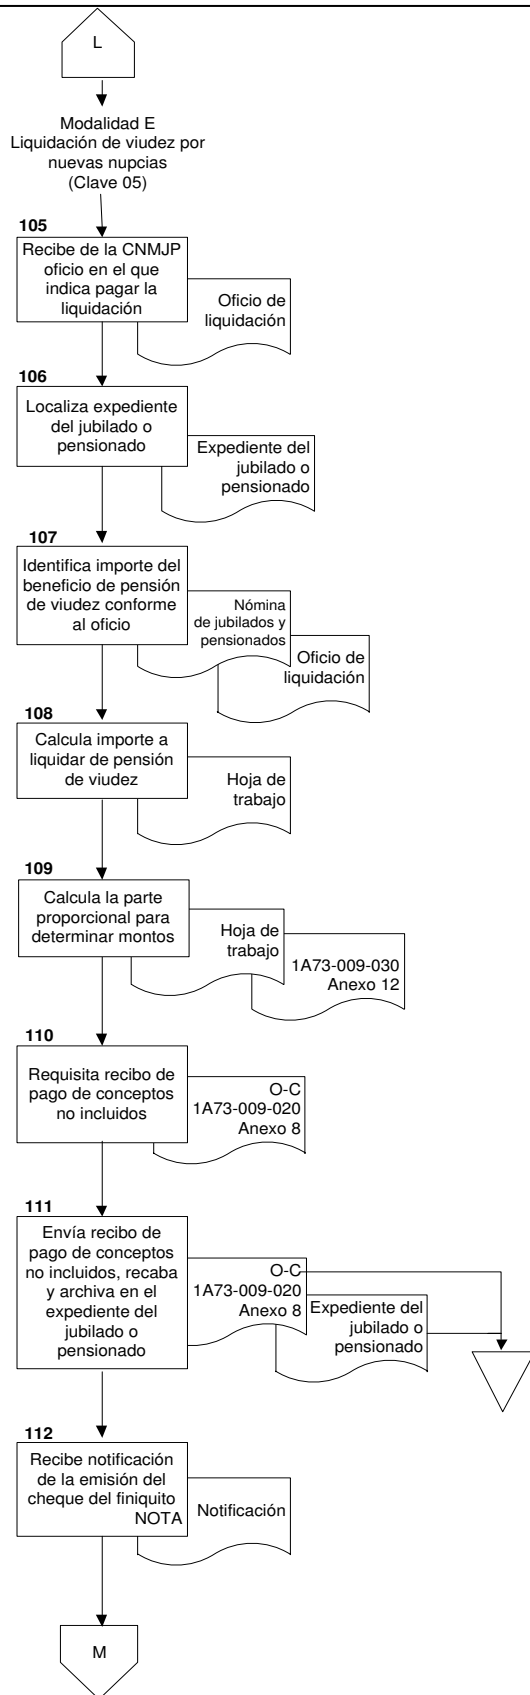 L
Modalidad E
Liquidación de viudez por
nuevas nupcias
(Clave 05)
105
Recibe de la CNMJP
oficio en el que
indica pagar la
liquidación
Oficio de
liquidación
106
Localiza expediente
del jubilado o
pensionado
Expediente del
jubilado o
pensionado
107
Identifica importe del
beneficio de pensión
de viudez conforme
al oficio
Nómina
de jubilados y
pensionados
Oficio de
liquidación
108
Calcula importe a
liquidar de pensión
de viudez
Hoja de
trabajo
109
Calcula la parte
proporcional para
determinar montos
Hoja de
trabajo
1A73-009-030
Anexo 12
110
Requisita recibo de
pago de conceptos
no incluidos
O-C
1A73-009-020
Anexo 8
111
Envía recibo de
pago de conceptos
no incluidos, recaba
y archiva en el
expediente del
jubilado o
pensionado
O-C
1A73-009-020
Anexo 8
Expediente del
jubilado o
pensionado
112
Recibe notificación
de la emisión del
cheque del finiquito
NOTA
Notificación
M